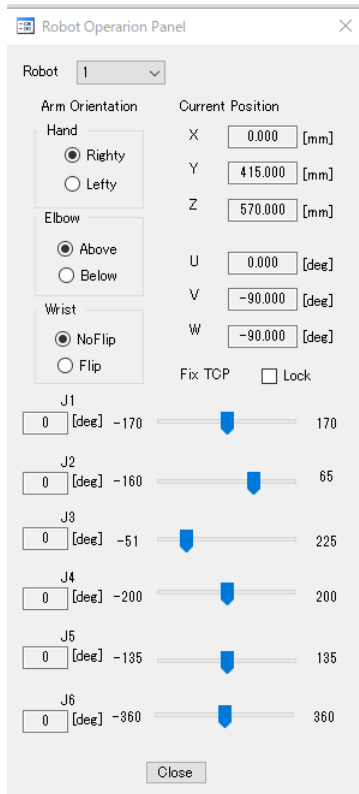 Robot Operarion Panel
Robot 1
Arm Orientation
Hand
Righty
Lefty
Elbow
Above
Below
Wrist
NoFlip
Flip
Current Position
X 0.000 [mm]
Y 415.000 [mm]
Z 570.000 [mm]
U 0.000 [deg]
V -90.000 [deg]
W -90.000 [deg]
Fix TCP Lock
J1
0 [deg] -170 170
J2
0 [deg] -160 65
J3
0 [deg] -51 225
J4
0 [deg] -200 200
J5
0 [deg] -135 135
J6
0 [deg] -360 360
Close